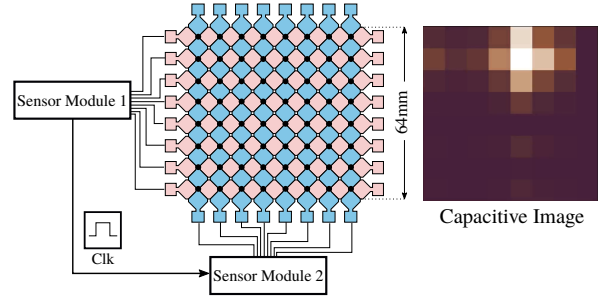 Sensor Module 1
64mm
Capacitive Image
Clk
Sensor Module 2